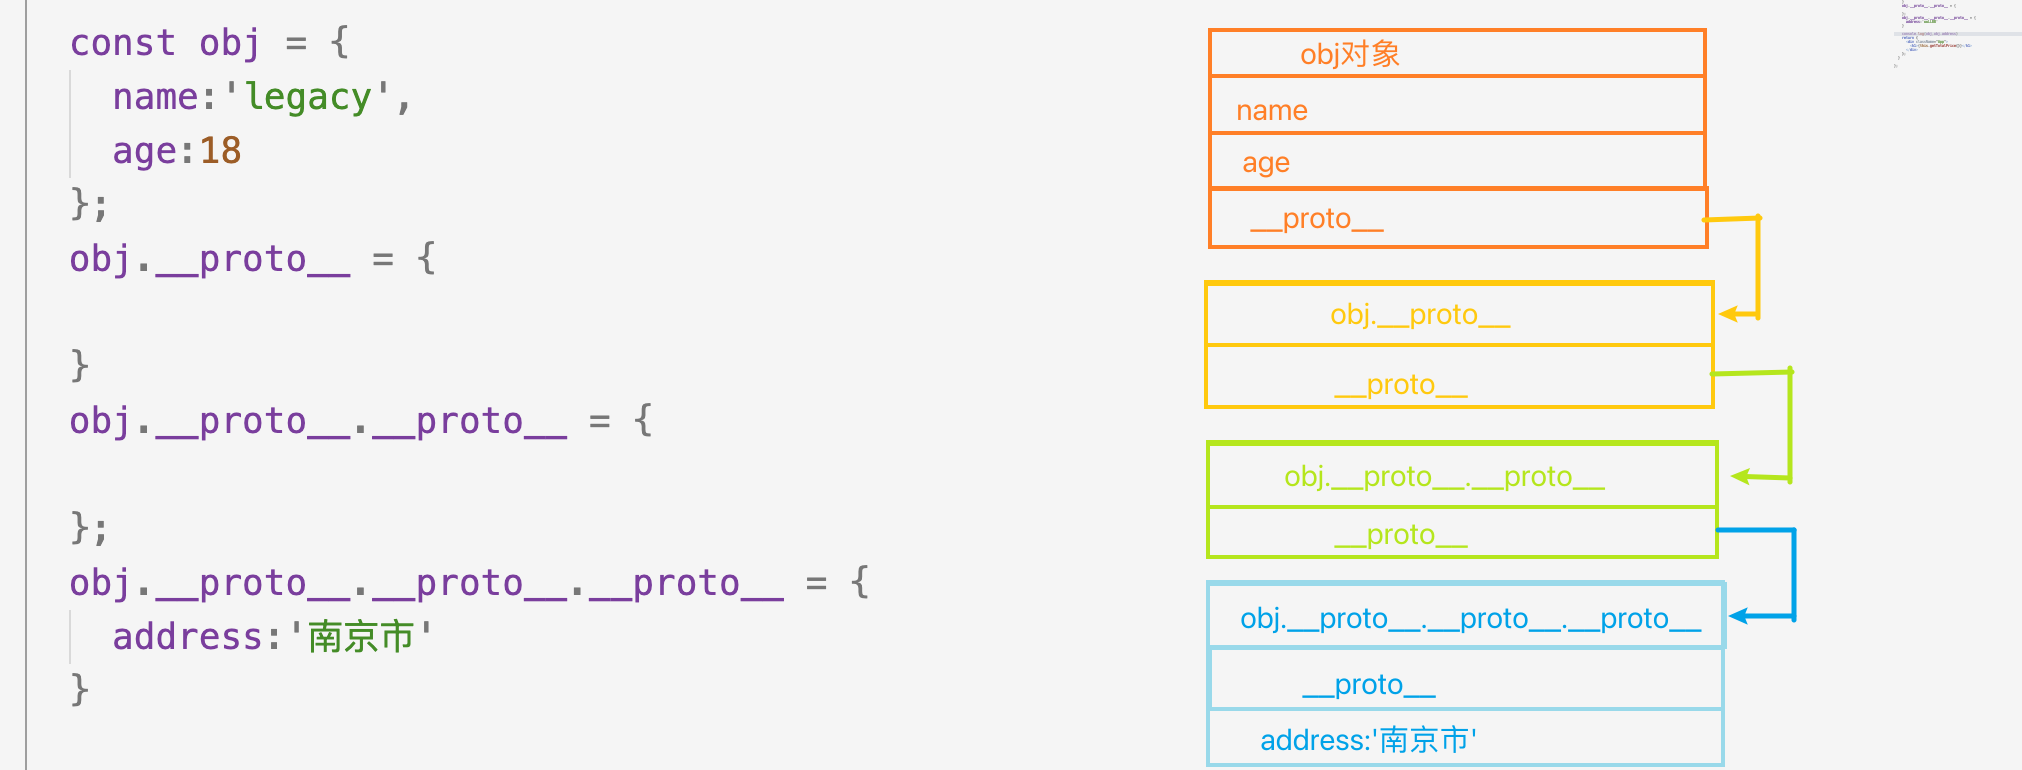 const obj = {
name:'legacy',
age:18
};
obj.__proto__ = {
}
obj.__proto__.__proto__ = {
};
obj.__proto__.__proto__.__proto__ = {
address:'南京市'
}
obj对象
name
age
__proto__
obj.__proto__
__proto__
obj.__proto__.__proto__
__proto__
obj.__proto__.__proto__.__proto__
__proto__
address:'南京市'